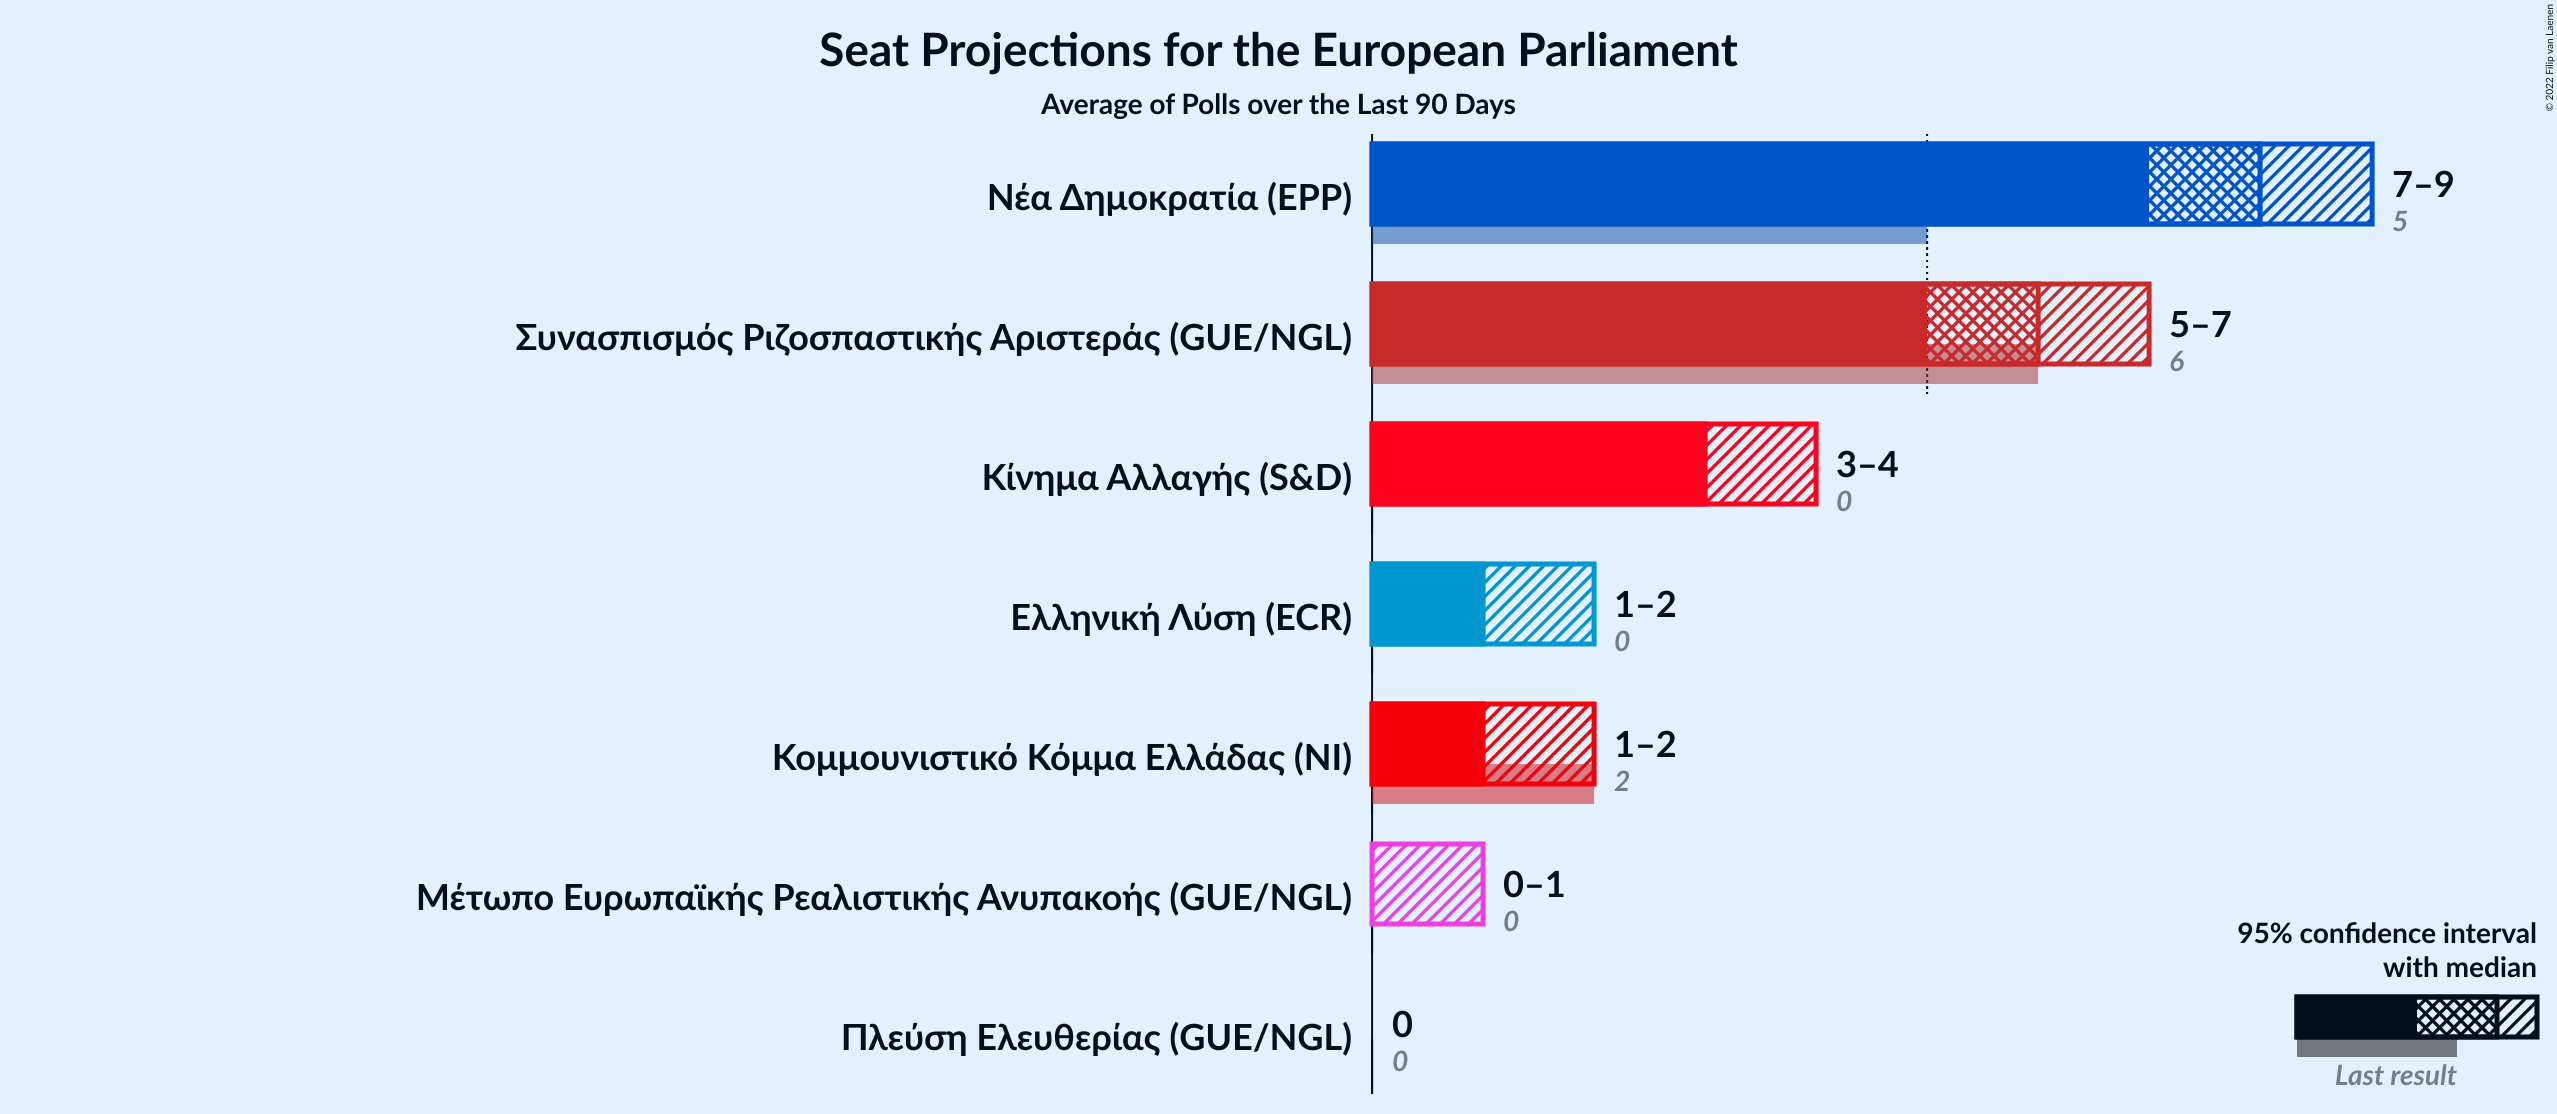 Seat Projections for the European Parliament
Average of Polls over the Last 90 Days
© 2022 Filip van Laenen
Νέα Δημοκρατία (EPP)
7–9
5
Συνασπισμός Ριζοσπαστικής Αριστεράς (GUE/NGL)
5–7
6
Κίνημα Αλλαγής (S&D)
3–4
0
Ελληνική Λύση (ECR)
1–2
0
Κομμουνιστικό Κόμμα Ελλάδας (NI)
1–2
2
Μέτωπο Ευρωπαϊκής Ρεαλιστικής Ανυπακοής (GUE/NGL)
0–1
0
Πλεύση Ελευθερίας (GUE/NGL)
0
0
95% confidence interval
with median
Last result